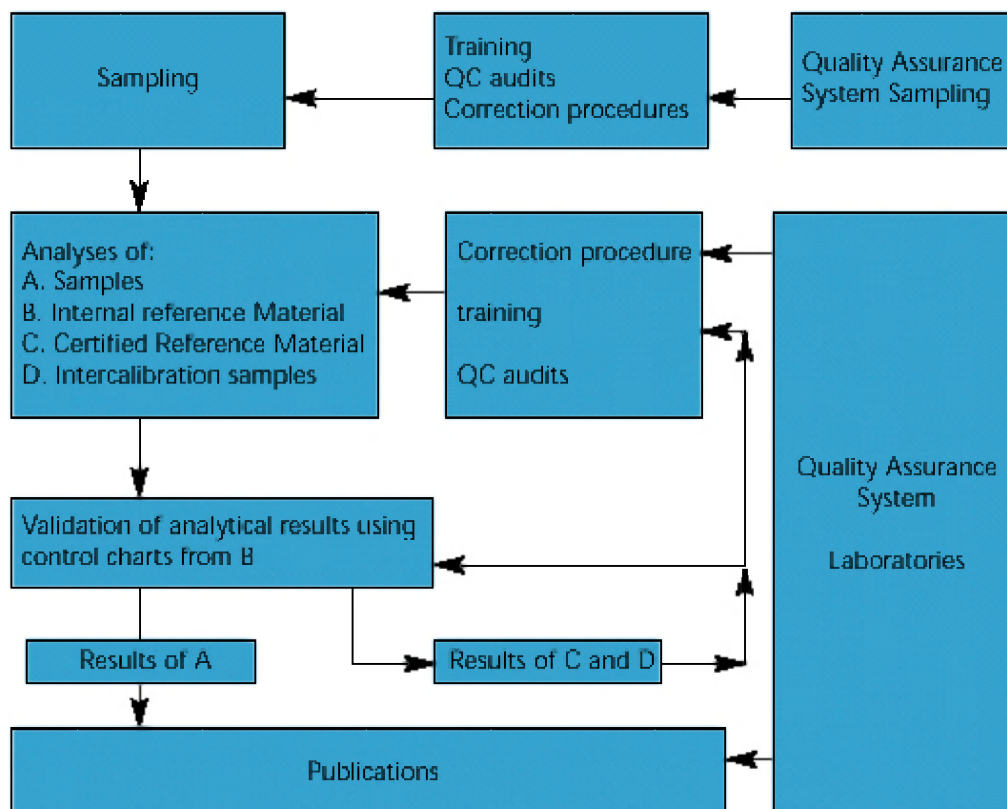 Sampling
Training
QC audits
Correction procedures
Quality Assurance
System Sampling
Analyses of:
A. Samples
B. Internal reference Material
C. Certified Reference Material
D. Intercalibration samples
Correction procedure
training
QC audits
Quality Assurance
System
Laboratories
Validation of analytical results using
control charts from B
Results of A
Results of C and D
Publications